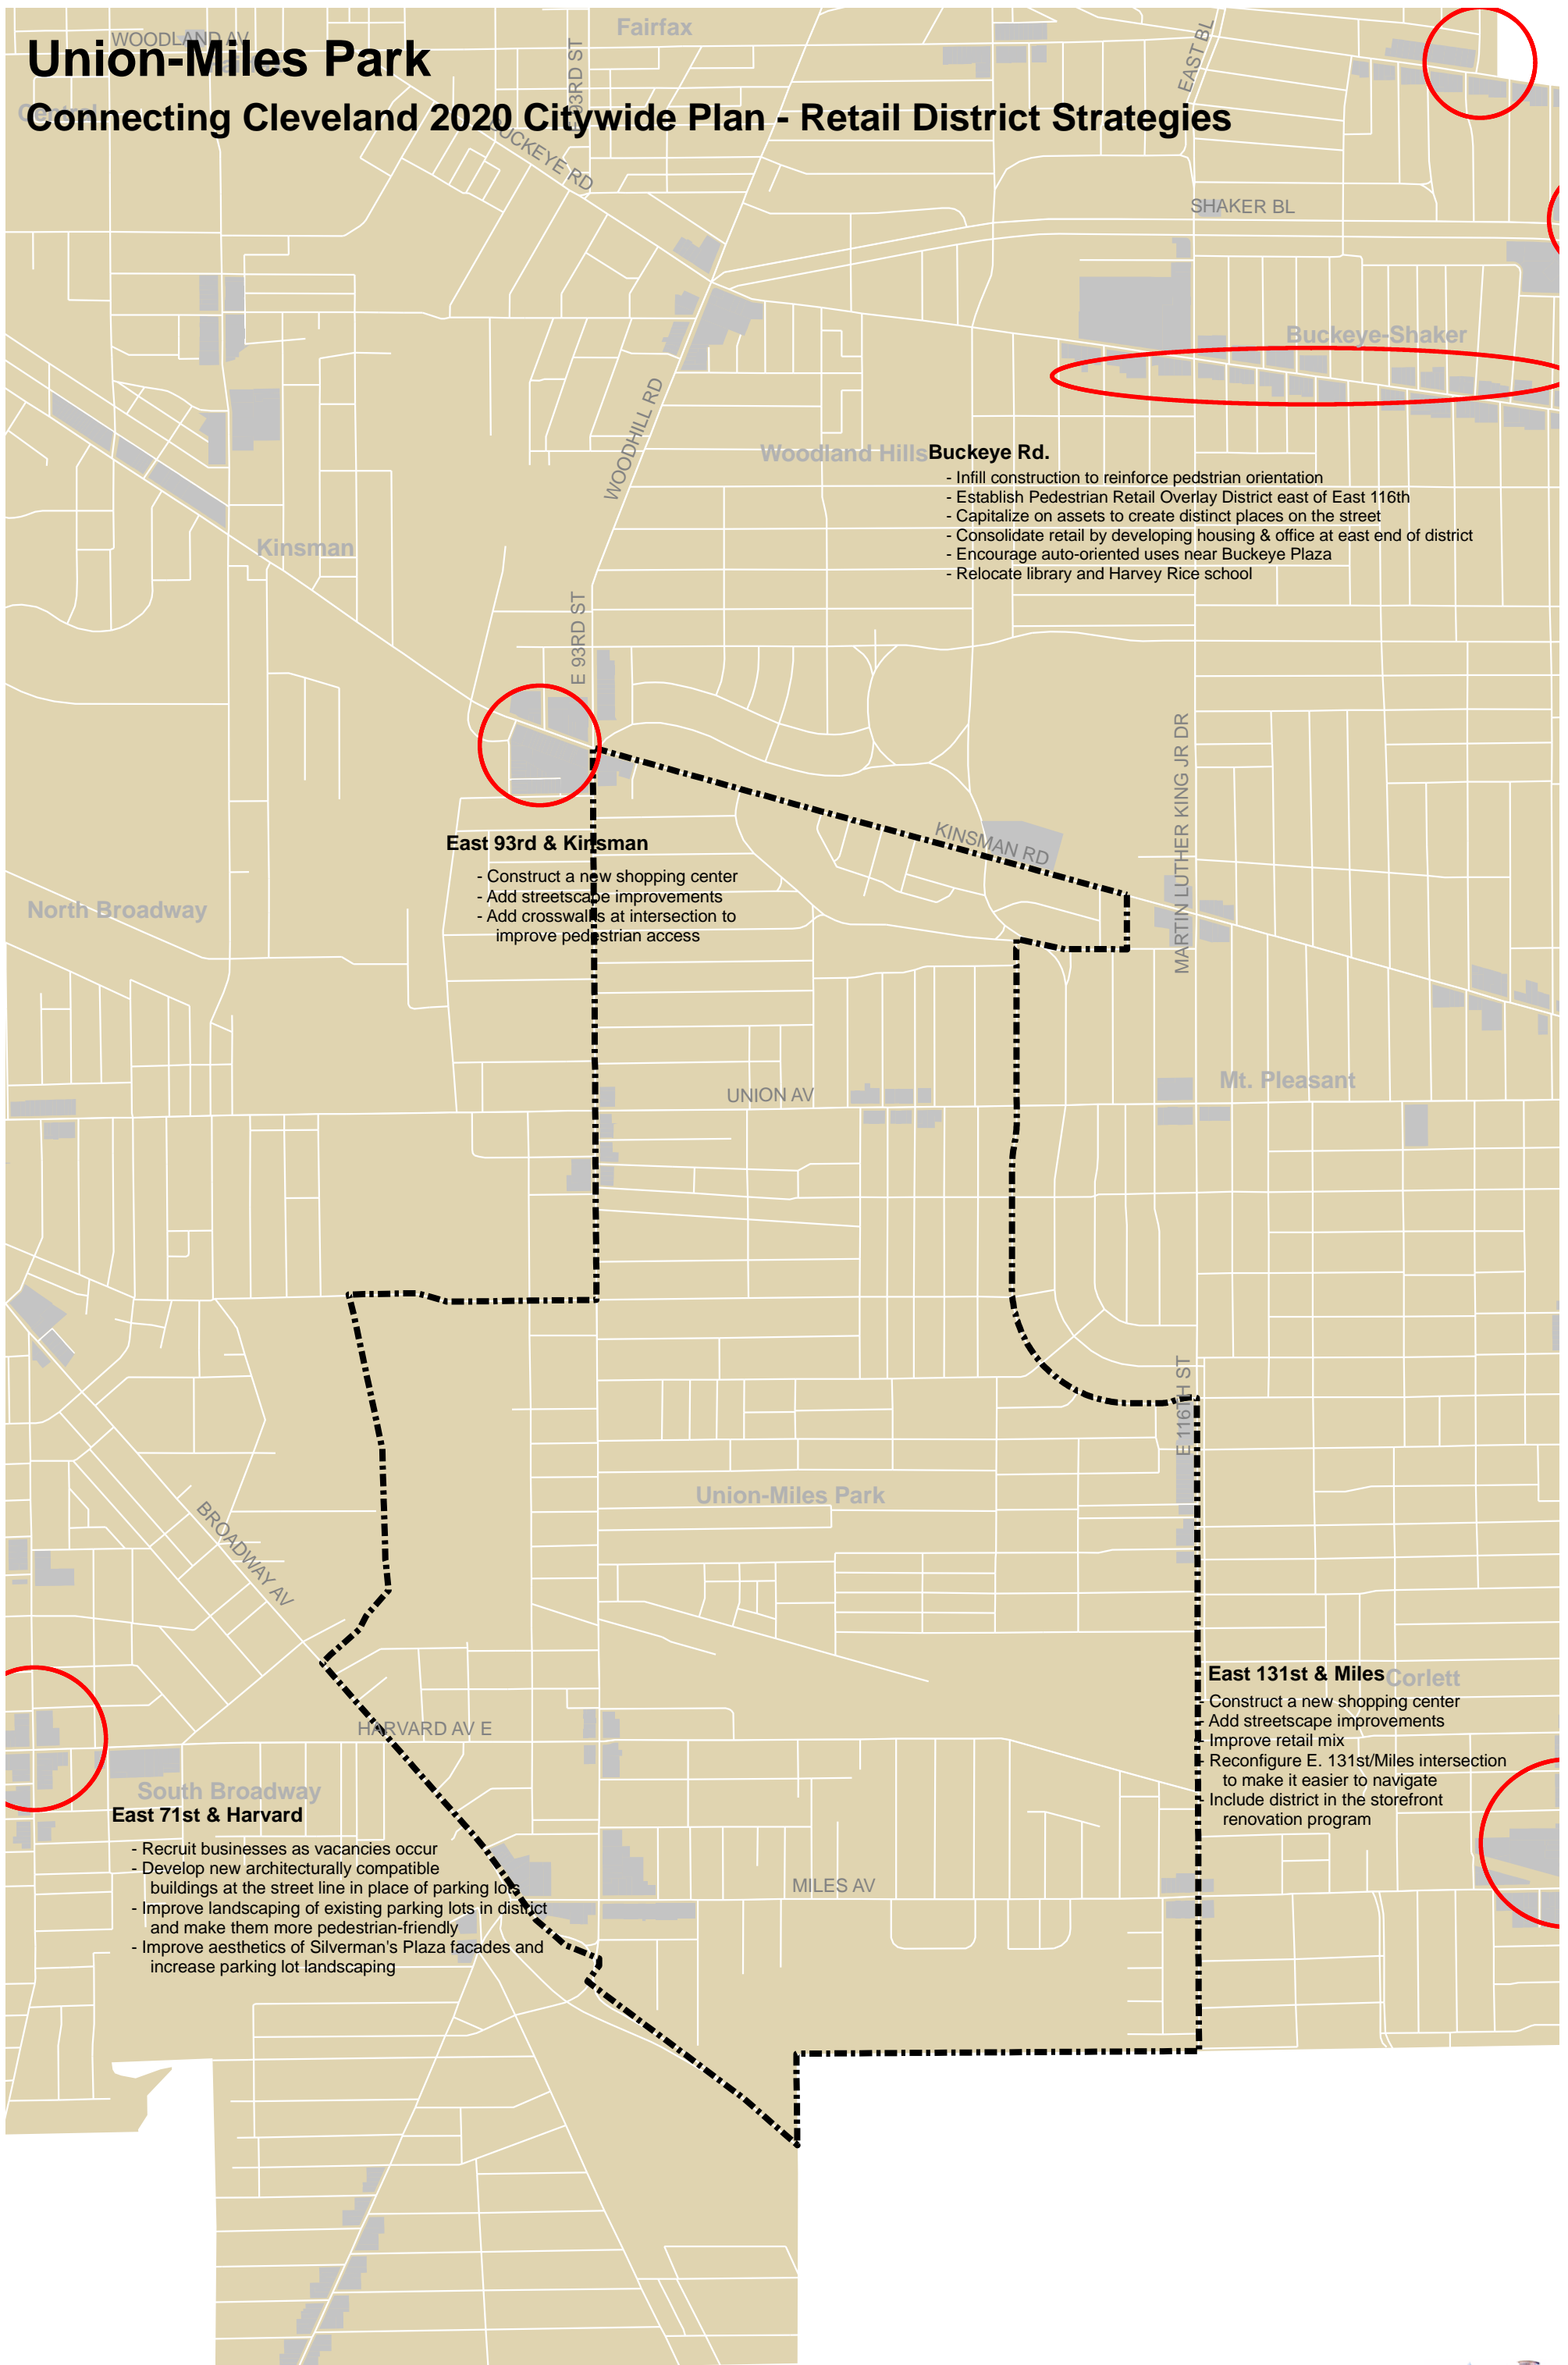 Union-Miles Park
Connecting Cleveland 2020 Citywide Plan - Retail District Strategies
WOODLAND AV
Fairfax
Central
E 93RD ST
EAST BL
BUCKEYE RD
SHAKER BL
Buckeye-Shaker
WOODHILL RD
Woodland Hills
Buckeye Rd.
- Infill construction to reinforce pedstrian orientation
- Establish Pedestrian Retail Overlay District east of East 116th
- Capitalize on assets to create distinct places on the street
- Consolidate retail by developing housing & office at east end of district
- Encourage auto-oriented uses near Buckeye Plaza
- Relocate library and Harvey Rice school
Kinsman
E 93RD ST
MARTIN LUTHER KING JR DR
KINSMAN RD
East 93rd & Kinsman
- Construct a new shopping center
- Add streetscape improvements
- Add crosswalks at intersection to
improve pedestrian access
North Broadway
UNION AV
Mt. Pleasant
E 116TH ST
Union-Miles Park
BROADWAY AV
East 131st & Miles
Corlett
- Construct a new shopping center
- Add streetscape improvements
- Improve retail mix
- Reconfigure E. 131st/Miles intersection
to make it easier to navigate
- Include district in the storefront
renovation program
HARVARD AV E
South Broadway
East 71st & Harvard
- Recruit businesses as vacancies occur
- Develop new architecturally compatible
buildings at the street line in place of parking lots
- Improve landscaping of existing parking lots in district
and make them more pedestrian-friendly
- Improve aesthetics of Silverman's Plaza facades and
increase parking lot landscaping
MILES AV